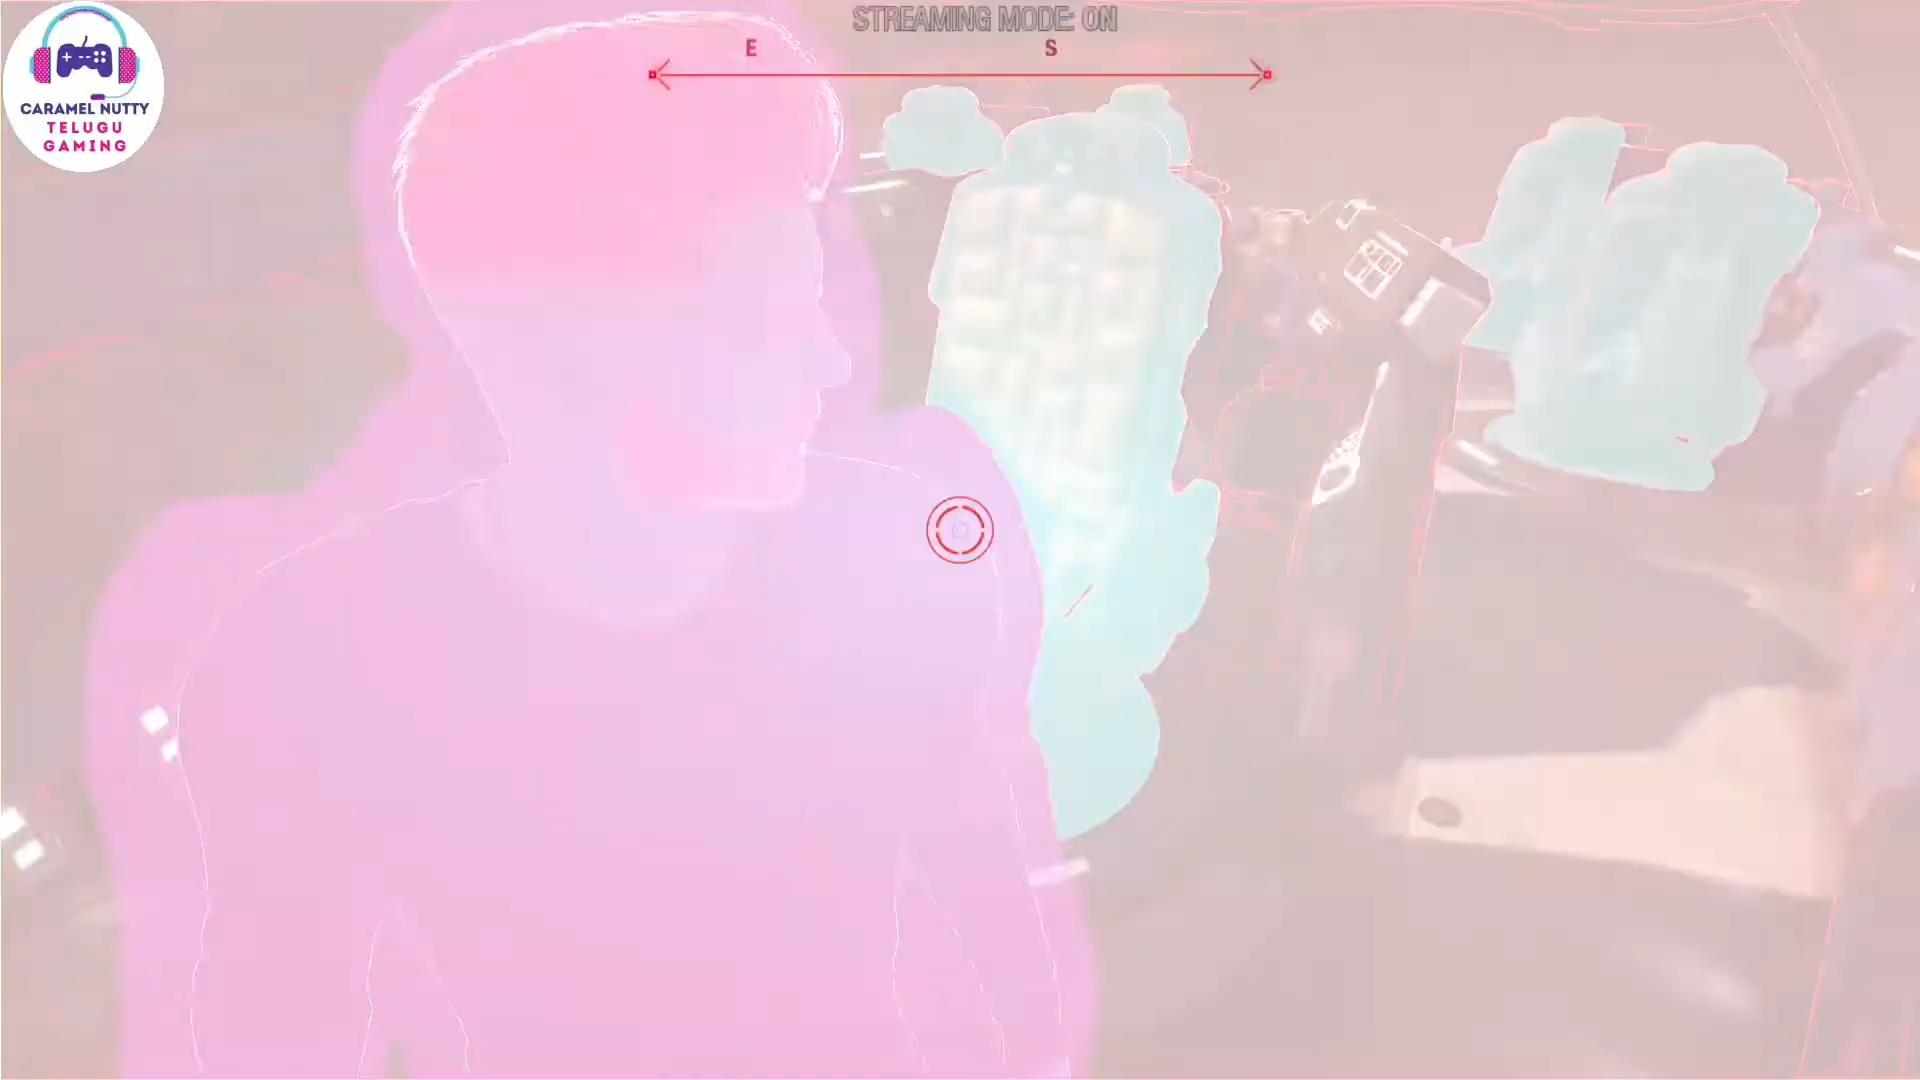 STREAMING MODE: ON
E S
CARAMEL NUTTY
TELUGU
GAMING